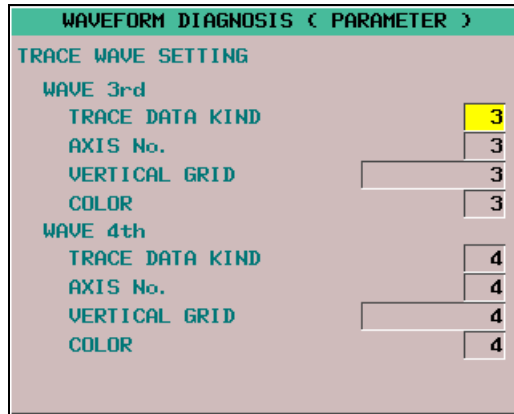 WAVEFORM DIAGNOSIS ( PARAMETER )
TRACE WAVE SETTING
WAVE 3rd
TRACE DATA KIND 3
AXIS No. 3
VERTICAL GRID 3
COLOR 3
WAVE 4th
TRACE DATA KIND 4
AXIS No. 4
VERTICAL GRID 4
COLOR 4